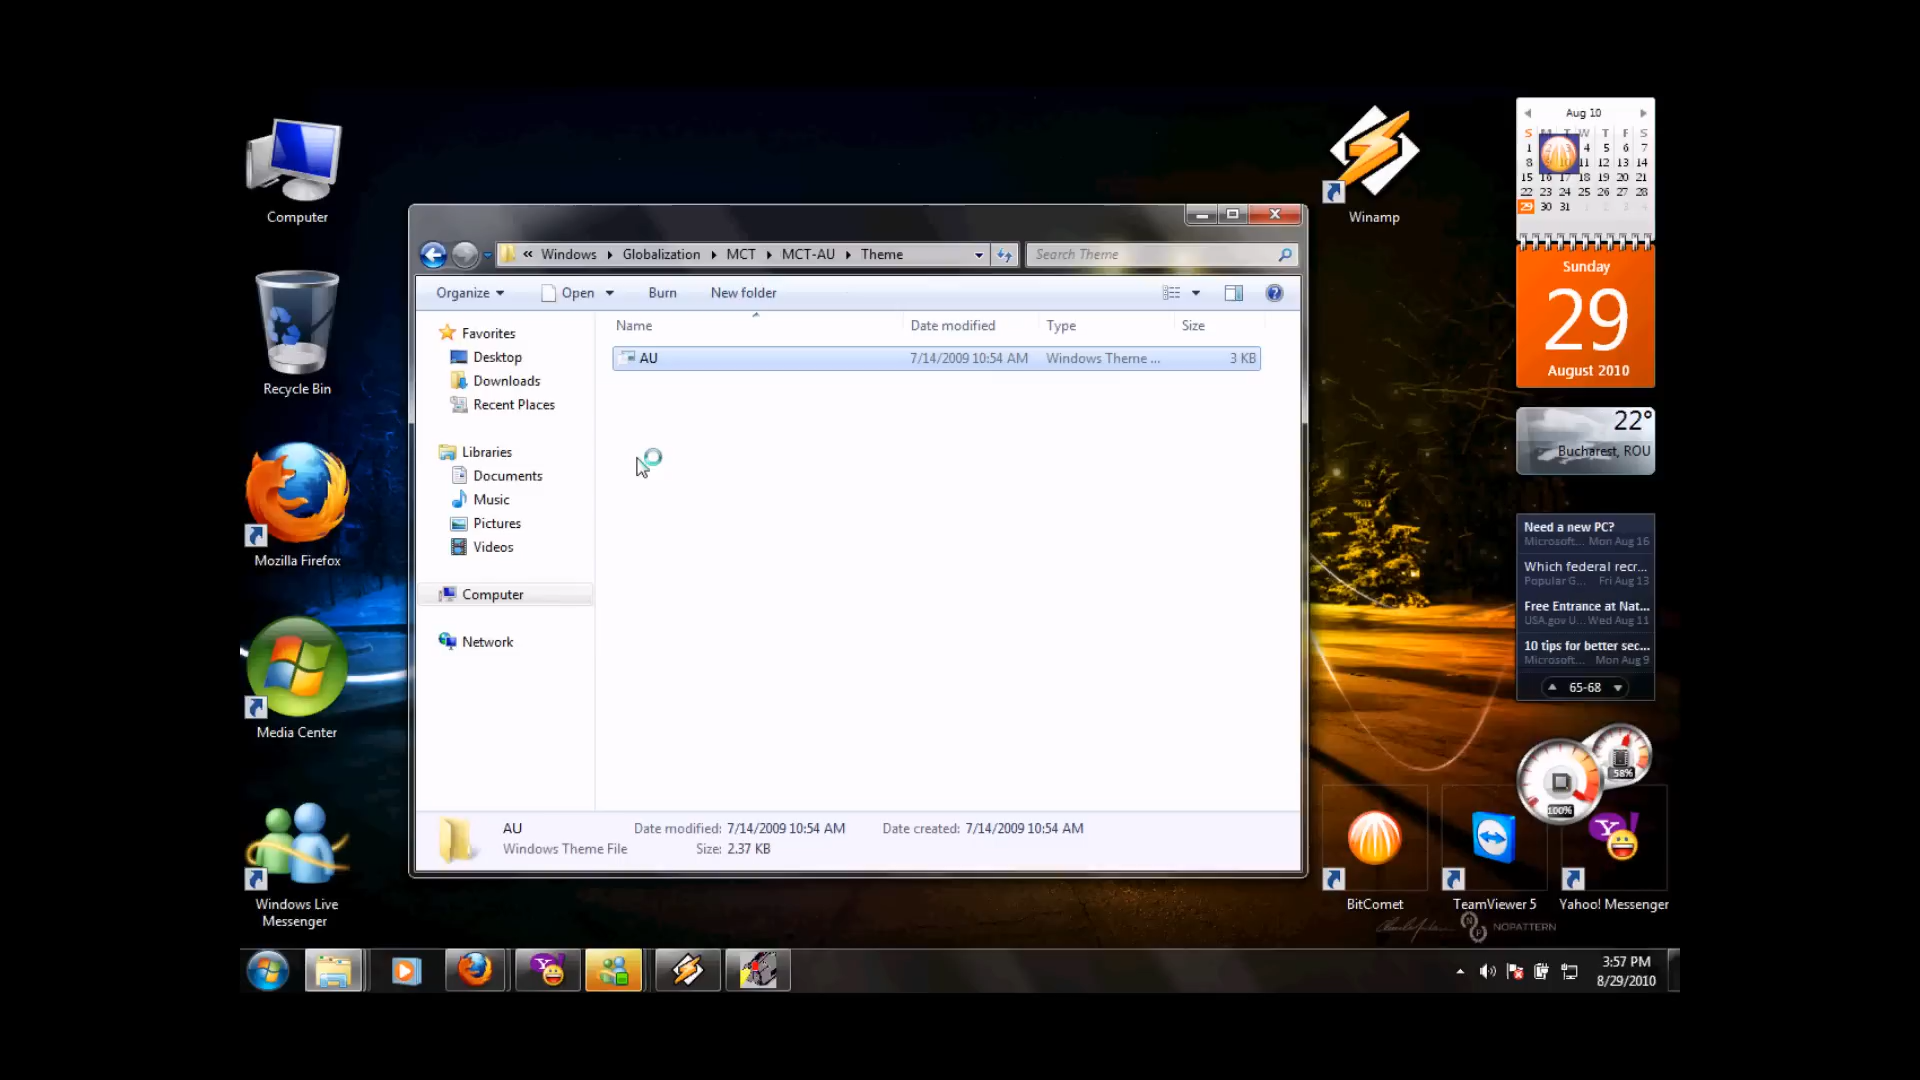 Computer
Recycle Bin
Mozilla Firefox
Media Center
Windows Live
Messenger
« Windows Globalization MCT MCT-AU Theme
Search Theme
Organize Open Burn New folder
Name Date modified Type Size
AU 7/14/2009 10:54 AM Windows Theme ... 3 KB
Favorites
Desktop
Downloads
Recent Places
Libraries
Documents
Music
Pictures
Videos
Computer
Network
AU Date modified: 7/14/2009 10:54 AM Date created: 7/14/2009 10:54 AM
Windows Theme File Size: 2.37 KB
Winamp
Aug 10
S M T W T F S
1 2 3 4 5 6 7
8 9 10 11 12 13 14
15 16 17 18 19 20 21
22 23 24 25 26 27 28
29 30 31
Sunday
29
August 2010
22°
Bucharest, ROU
Need a new PC?
Microsoft... Mon Aug 16
Which federal recr...
Popular G... Fri Aug 13
Free Entrance at Nat...
USA.gov U... Wed Aug 11
10 tips for better sec...
Microsoft... Mon Aug 9
65-68
58%
100%
BitComet
TeamViewer 5
Yahoo! Messenger
NOPATTERN
3:57 PM
8/29/2010